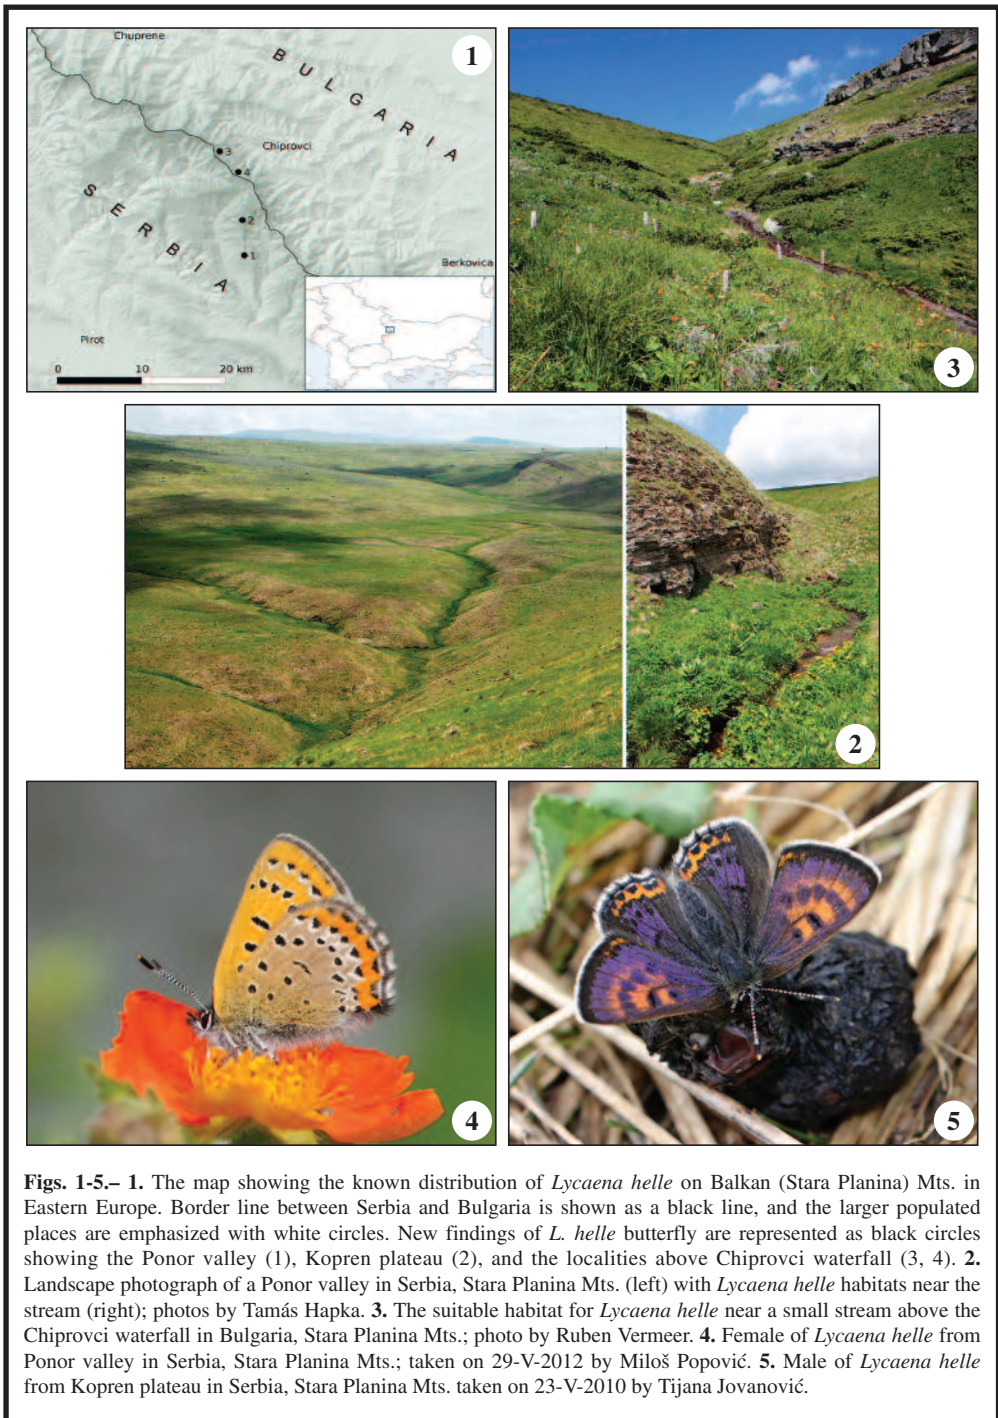 Chuprene
1
BULGARIA
3
Chiprovci
4
SERBIA
2
1
Berkovica
Pirot
0 10 20 km
3
2
4
5
Figs. 1-5.– 1. The map showing the known distribution of Lycaena helle on Balkan (Stara Planina) Mts. in
Eastern Europe. Border line between Serbia and Bulgaria is shown as a black line, and the larger populated
places are emphasized with white circles. New findings of L. helle butterfly are represented as black circles
showing the Ponor valley (1), Kopren plateau (2), and the localities above Chiprovci waterfall (3, 4). 2.
Landscape photograph of a Ponor valley in Serbia, Stara Planina Mts. (left) with Lycaena helle habitats near the
stream (right); photos by Tamás Hapka. 3. The suitable habitat for Lycaena helle near a small stream above the
Chiprovci waterfall in Bulgaria, Stara Planina Mts.; photo by Ruben Vermeer. 4. Female of Lycaena helle from
Ponor valley in Serbia, Stara Planina Mts.; taken on 29-V-2012 by Miloš Popović. 5. Male of Lycaena helle
from Kopren plateau in Serbia, Stara Planina Mts. taken on 23-V-2010 by Tijana Jovanović.